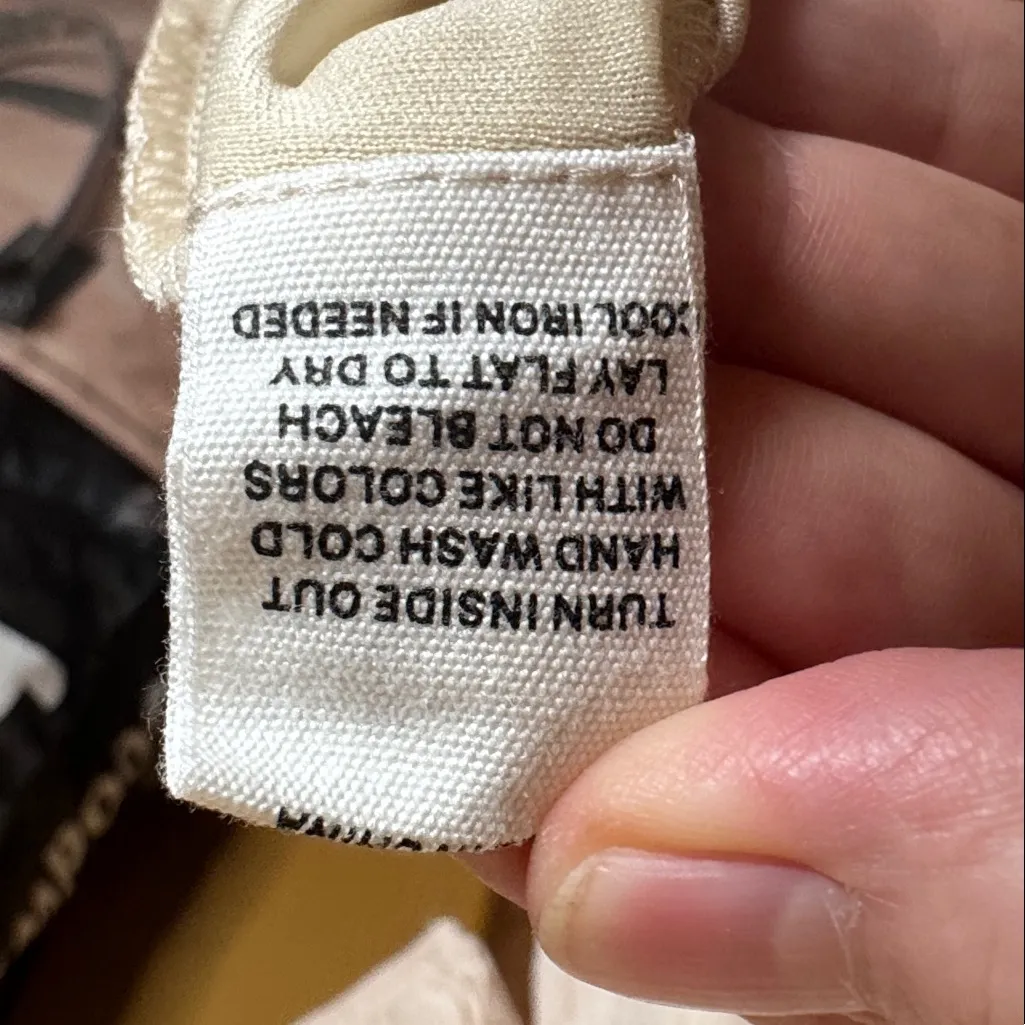 TURN INSIDE OUT
HAND WASH COLD
WITH LIKE COLORS
DO NOT BLEACH
LAY FLAT TO DRY
COOL IRON IF NEEDED